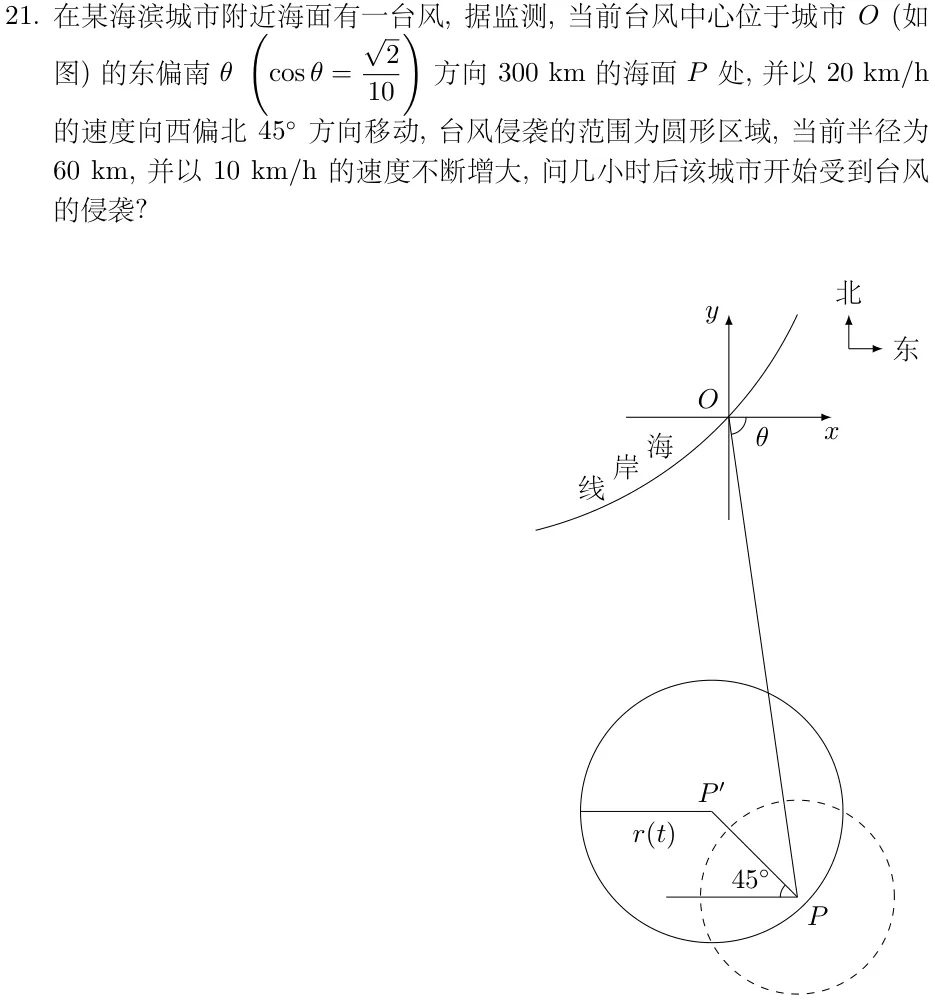 21. 在某海滨城市附近海面有一台风, 据监测, 当前台风中心位于城市 O (如
图) 的东偏南 θ (cos θ = √2/10) 方向 300 km 的海面 P 处, 并以 20 km/h
的速度向西偏北 45° 方向移动, 台风侵袭的范围为圆形区域, 当前半径为
60 km, 并以 10 km/h 的速度不断增大, 问几小时后该城市开始受到台风
的侵袭?
北
y
东
O
θ
x
海
岸
线
P′
r(t)
45°
P